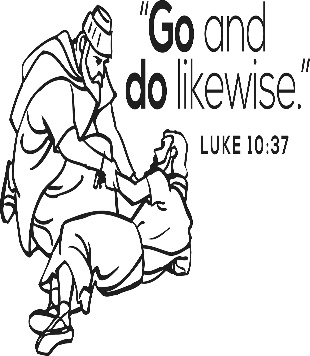 “Go and
do likewise.”
LUKE 10:37